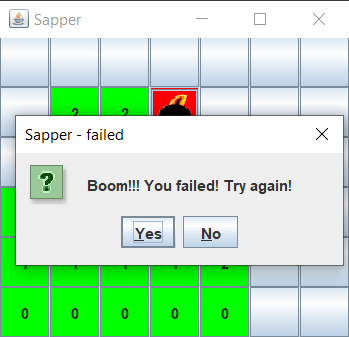 Sapper
2 2
Sapper - failed
Boom!!! You failed! Try again!
Yes No
2
0 0 0 0 0